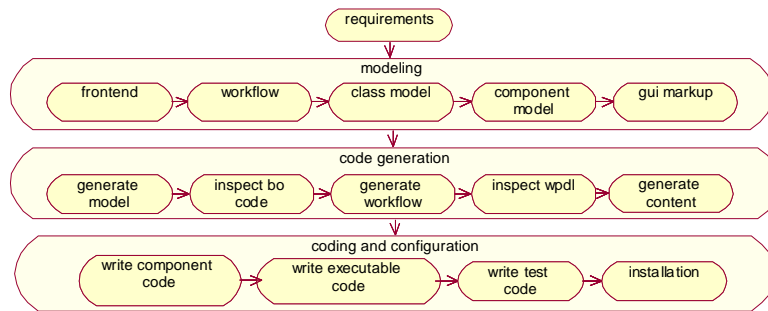 requirements
modeling
frontend
workflow
class model
component
model
gui markup
code generation
generate
model
inspect bo
code
generate
workflow
inspect wpdl
generate
content
coding and configuration
write component
code
write executable
code
write test
code
installation